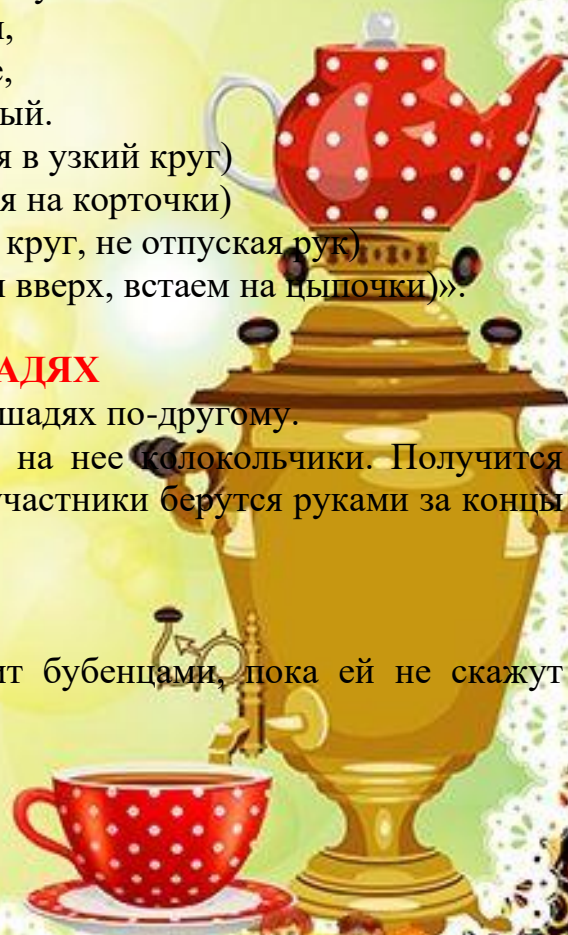 и,
е,
ый.
я в узкий круг)
я на корточки)
круг, не отпуская рук)
и вверх, встаем на цыпочки)».
АДЯХ
шадях по-другому.
на нее колокольчики. Получится
участники берутся руками за концы
ит бубенцами, пока ей не скажут